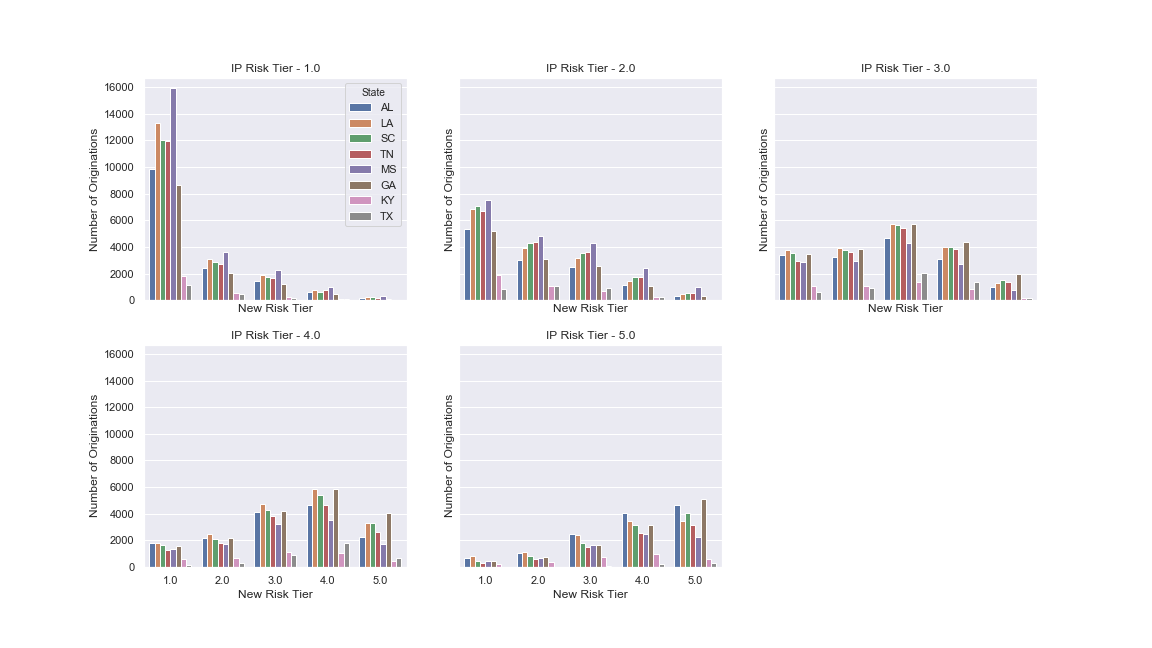 IP Risk Tier - 1.0
Number of Originations
16000
14000
12000
10000
8000
6000
4000
2000
0
State
AL
LA
SC
TN
MS
GA
KY
TX
New Risk Tier
IP Risk Tier - 2.0
Number of Originations
New Risk Tier
IP Risk Tier - 3.0
Number of Originations
New Risk Tier
IP Risk Tier - 4.0
Number of Originations
16000
14000
12000
10000
8000
6000
4000
2000
0
1.0 2.0 3.0 4.0 5.0
New Risk Tier
IP Risk Tier - 5.0
Number of Originations
1.0 2.0 3.0 4.0 5.0
New Risk Tier